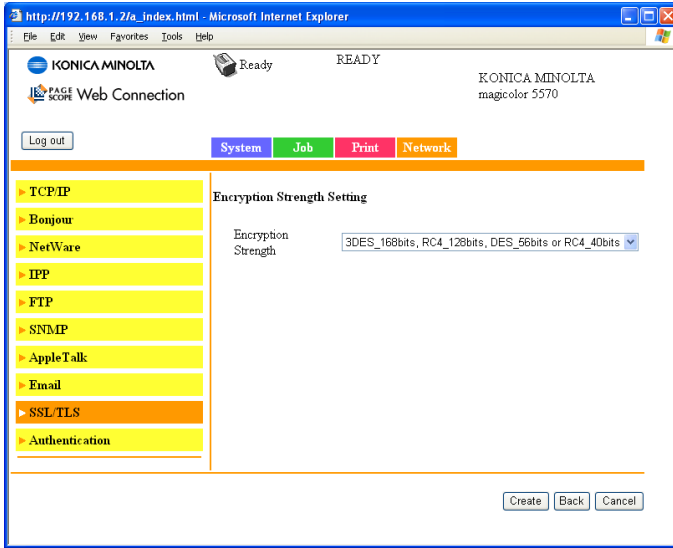 http://192.168.1.2/a_index.html - Microsoft Internet Explorer
File Edit View Favorites Tools Help
KONICA MINOLTA
Ready
READY
KONICA MINOLTA
magicolor 5570
PAGE SCOPE Web Connection
Log out
System Job Print Network
TCP/IP
Bonjour
NetWare
IPP
FTP
SNMP
AppleTalk
Email
SSL/TLS
Authentication
Encryption Strength Setting
Encryption
Strength
3DES_168bits, RC4_128bits, DES_56bits or RC4_40bits
Create Back Cancel